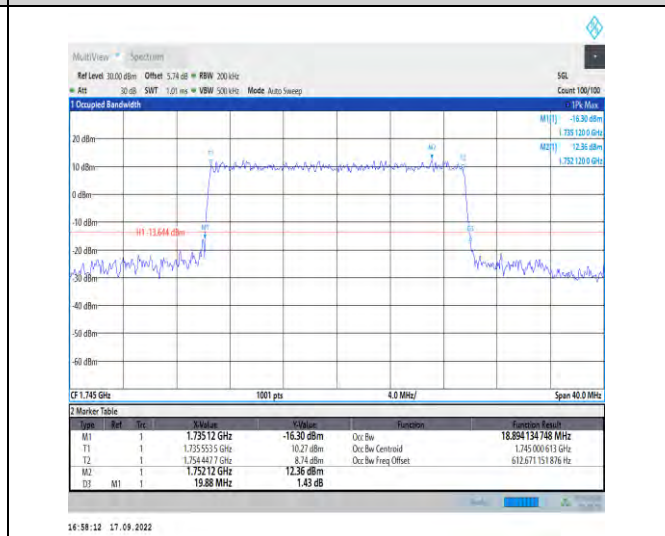 MultiView Spectrum
Ref Level 30.00 dBm Offset 5.74 dB RBW 200 kHz SGL
Att 30 dB SWT 1.01 ms VBW 500 kHz Mode Auto Sweep Count 100/100
1 Occupied Bandwidth 1Pk Max
M1[1] -16.30 dBm
1.735 120 0 GHz
M2[1] 12.36 dBm
1.752 120 0 GHz
20 dBm
10 dBm
0 dBm
-10 dBm
-20 dBm
-30 dBm
-40 dBm
-50 dBm
-60 dBm
H1 -13.644 dBm
T1
M2
T2
M1
D3
CF 1.745 GHz 1001 pts 4.0 MHz/ Span 40.0 MHz
2 Marker Table
Type Ref Trc X-Value Y-Value Function Function Result
M1 1 1.73512 GHz -16.30 dBm Occ Bw 18.894 134 748 MHz
T1 1 1.735 553 5 GHz 10.27 dBm Occ Bw Centroid 1.745 000 613 GHz
T2 1 1.754 447 7 GHz 8.74 dBm Occ Bw Freq Offset 612.671 151 876 Hz
M2 1 1.75212 GHz 12.36 dBm
D3 M1 1 19.88 MHz 1.43 dB
16:58:12 17.09.2022